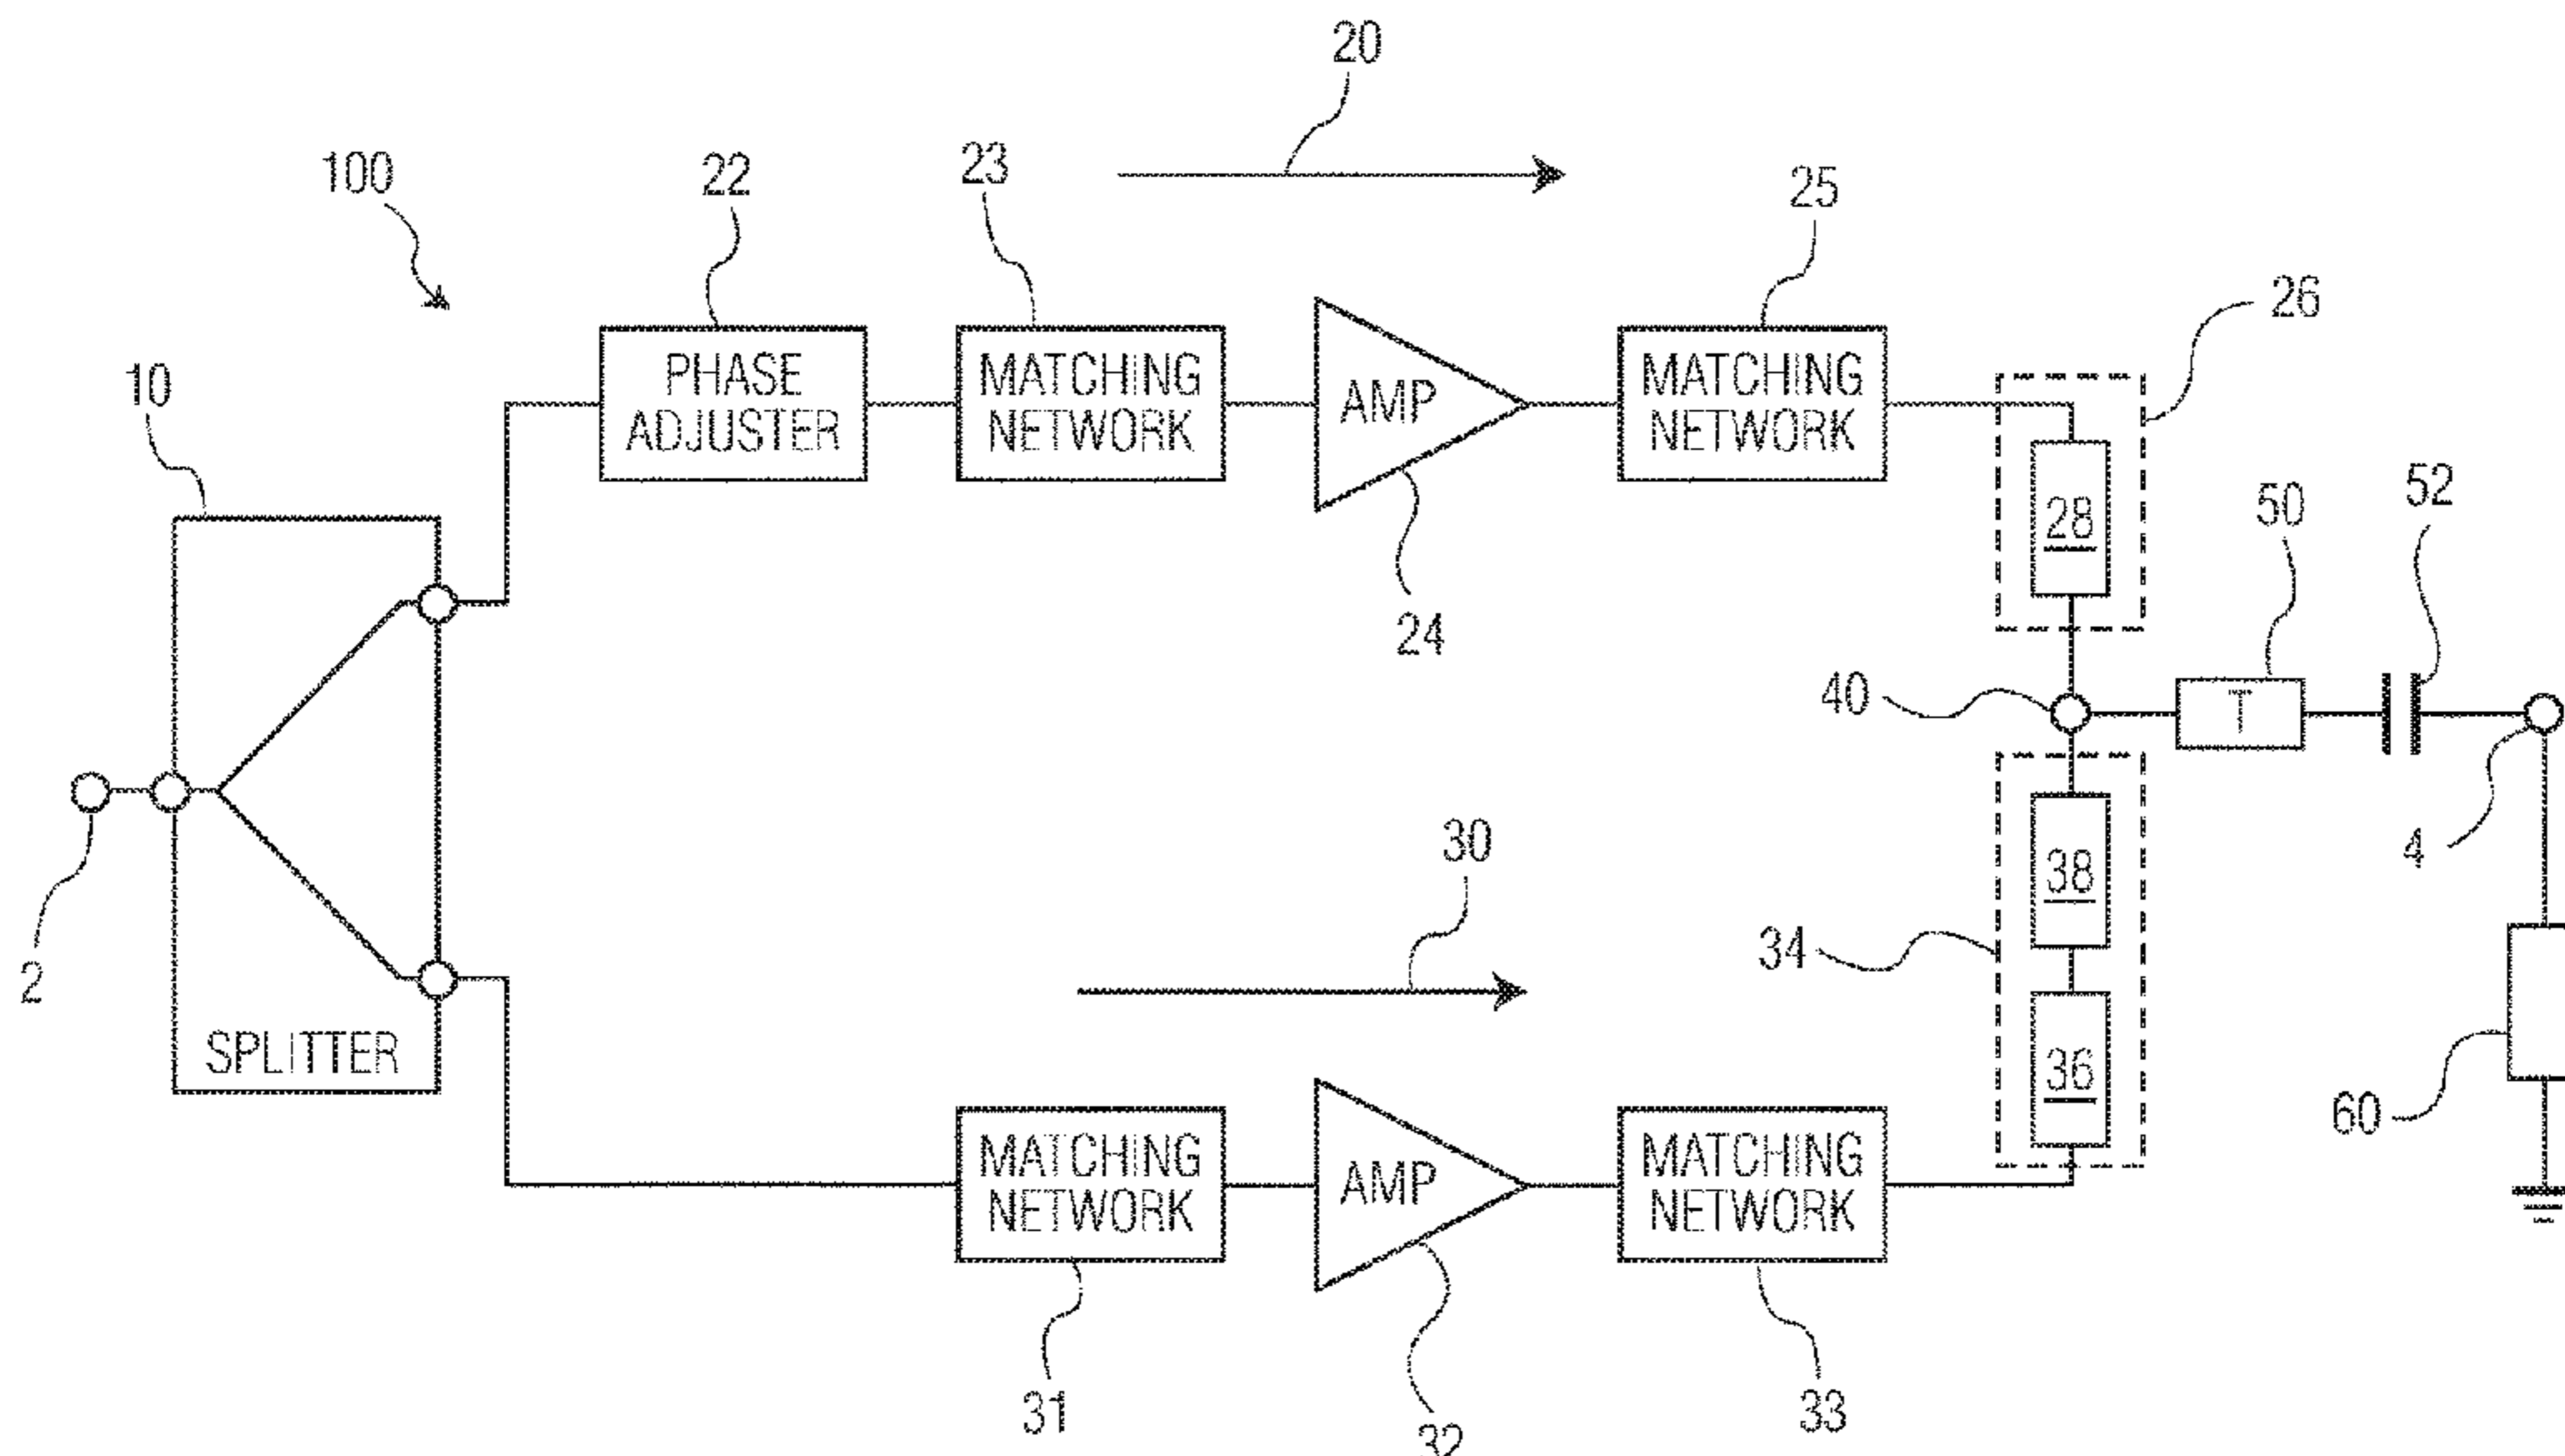 20
100
22
23
25
26
10
PHASE
ADJUSTER
MATCHING
NETWORK
AMP
MATCHING
NETWORK
28
24
50
52
40
T
4
2
SPLITTER
30
38
34
36
60
MATCHING
NETWORK
AMP
MATCHING
NETWORK
31
32
33